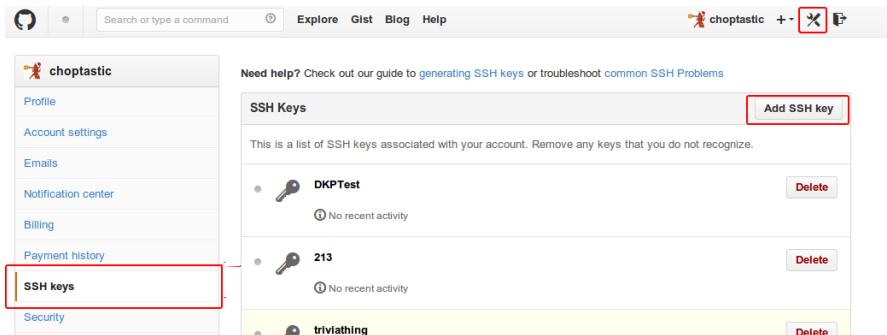 Search or type a command
Explore Gist Blog Help
choptastic
choptastic
Profile
Account settings
Emails
Notification center
Billing
Payment history
SSH keys
Security
Need help? Check out our guide to generating SSH keys or troubleshoot common SSH Problems
SSH Keys
Add SSH key
This is a list of SSH keys associated with your account. Remove any keys that you do not recognize.
DKPTest
Delete
No recent activity
213
Delete
No recent activity
triviathing
Delete